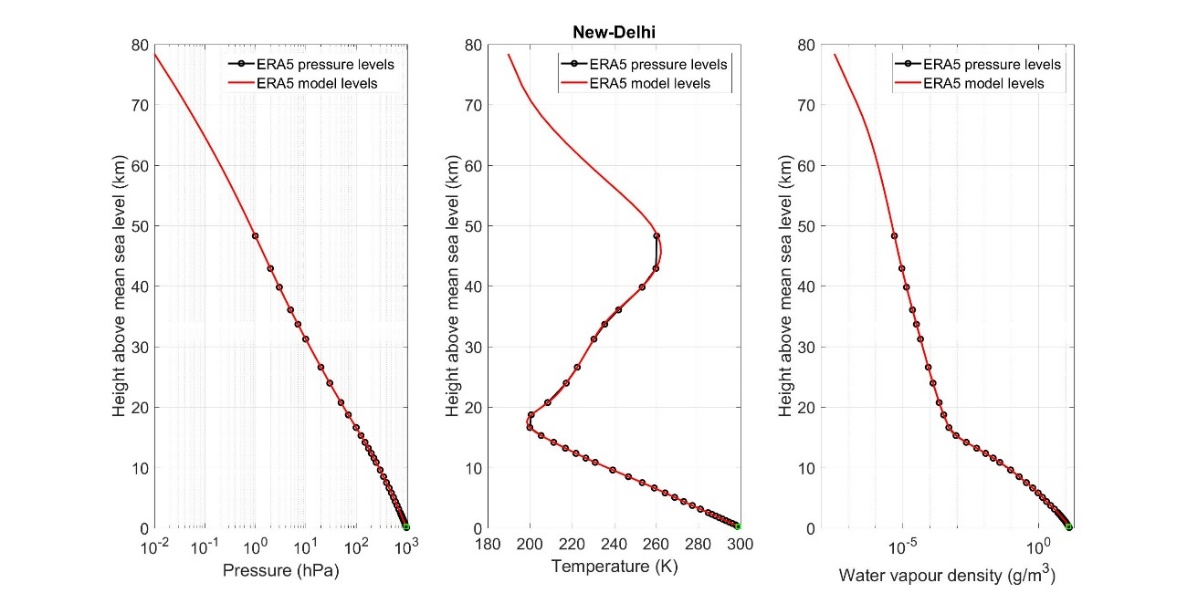 New-Delhi
80
70
60
50
40
30
20
10
0
Height above mean sea level (km)
10-2 10-1 100 101 102 103
Pressure (hPa)
ERA5 pressure levels
ERA5 model levels
80
70
60
50
40
30
20
10
0
Height above mean sea level (km)
180 200 220 240 260 280 300
Temperature (K)
ERA5 pressure levels
ERA5 model levels
80
70
60
50
40
30
20
10
0
Height above mean sea level (km)
10-5 100
Water vapour density (g/m3)
ERA5 pressure levels
ERA5 model levels